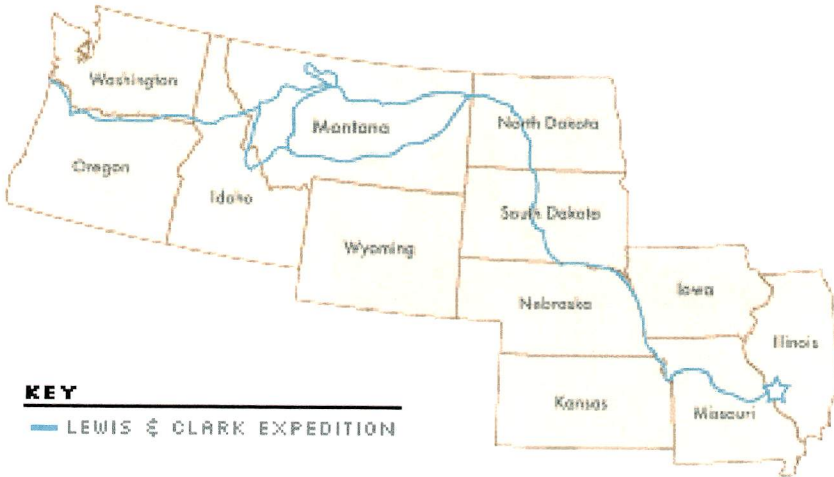 Washington
Montana
North Dakota
Oregon
Idaho
South Dakota
Wyoming
Iowa
Nebraska
Illinois
Kansas
Missouri
KEY
LEWIS & CLARK EXPEDITION